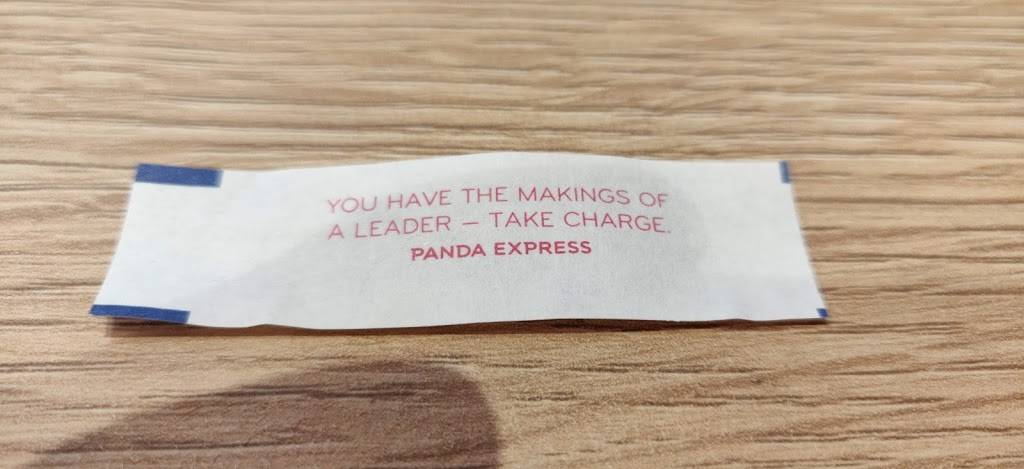 YOU HAVE THE MAKINGS OF
A LEADER – TAKE CHARGE.
PANDA EXPRESS